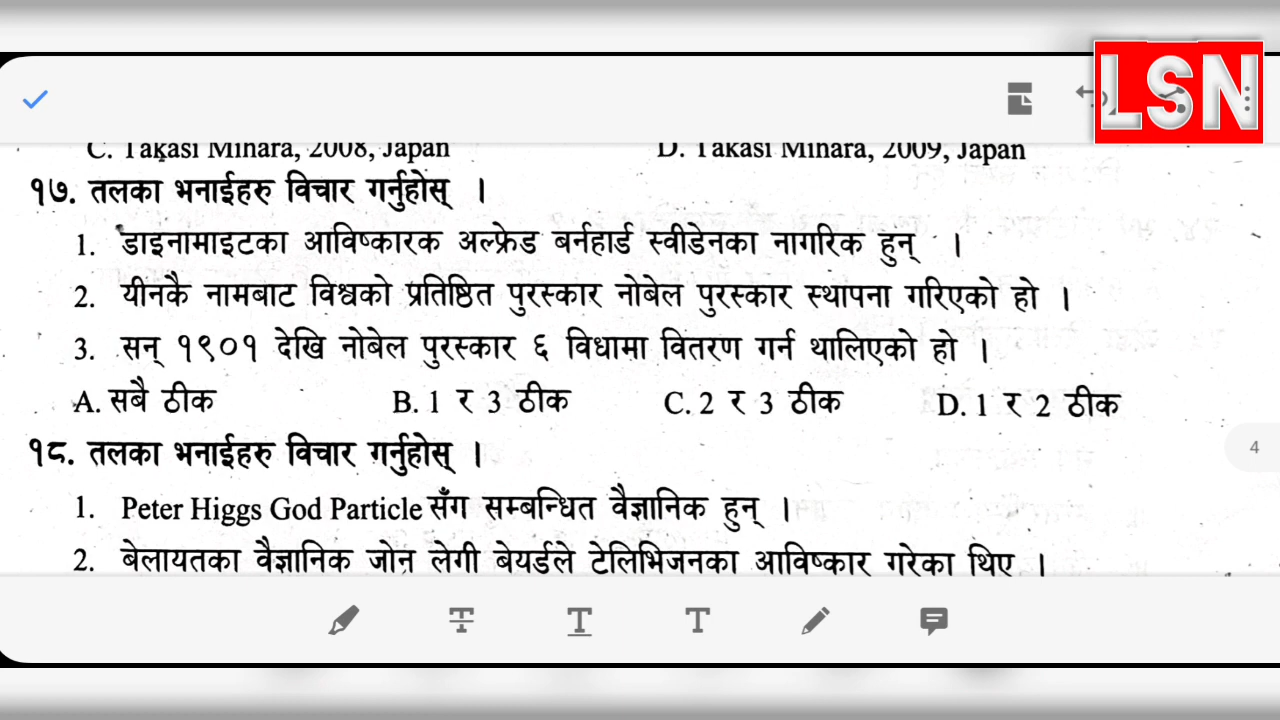 LSN
C. Takasi Mihara, 2008, Japan D. Takasi Mihara, 2009, Japan
१७. तलका भनाईहरु विचार गर्नुहोस् ।
1. डाइनामाइटका आविष्कारक अल्फ्रेड बर्नहार्ड स्वीडेनका नागरिक हुन् ।
2. यीनकै नामबाट विश्वको प्रतिष्ठित पुरस्कार नोबेल पुरस्कार स्थापना गरिएको हो ।
3. सन् १९०१ देखि नोबेल पुरस्कार ६ विधामा वितरण गर्न थालिएको हो ।
A. सबै ठीक B. 1 र 3 ठीक C. 2 र 3 ठीक D. 1 र 2 ठीक
१८. तलका भनाईहरु विचार गर्नुहोस् ।
4
1. Peter Higgs God Particle सँग सम्बन्धित वैज्ञानिक हुन् ।
2. बेलायतका वैज्ञानिक जोन लेगी बेयर्डले टेलिभिजनका आविष्कार गरेका थिए ।